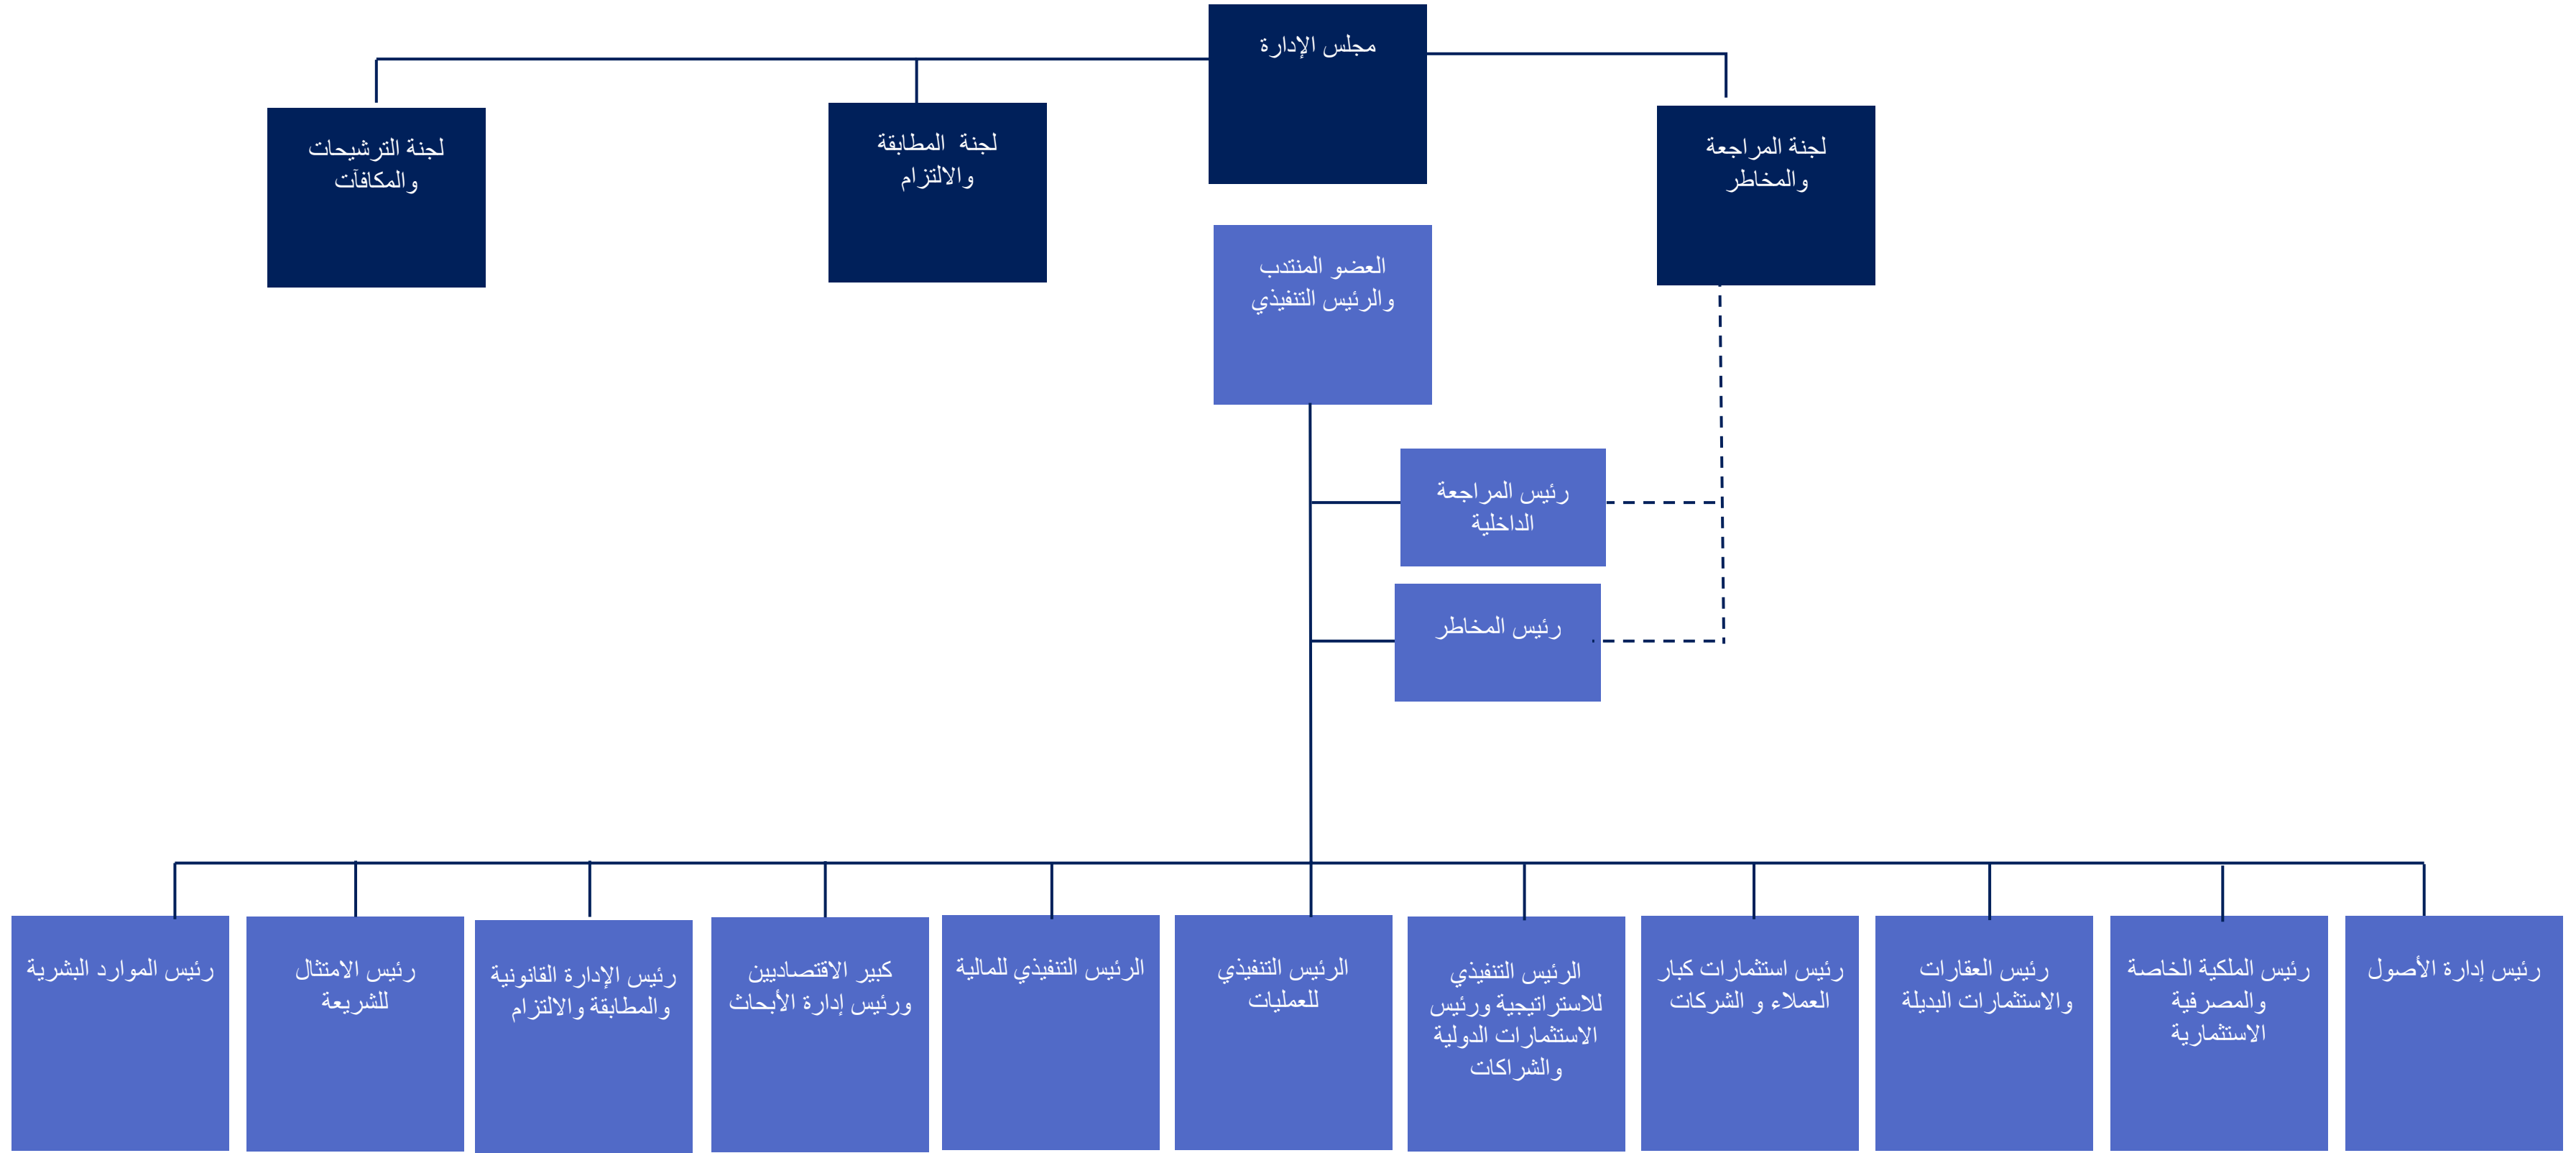 مجلس الإدارة
لجنة المراجعة
والمخاطر
لجنة  المطابقة
والالتزام
لجنة الترشيحات
والمكافآت
العضو المنتدب
والرئيس التنفيذي
رئيس المراجعة
الداخلية
رئيس المخاطر
رئيس إدارة الأصول
رئيس الملكية الخاصة
والمصرفية
الاستثمارية
رئيس العقارات
والاستثمارات البديلة
رئيس استثمارات كبار
العملاء و الشركات
الرئيس التنفيذي
للاستراتيجية ورئيس
الاستثمارات الدولية
والشراكات
الرئيس التنفيذي
للعمليات
الرئيس التنفيذي للمالية
كبير الاقتصاديين
ورئيس إدارة الأبحاث
رئيس الإدارة القانونية
والمطابقة والالتزام
رئيس الامتثال
للشريعة
رئيس الموارد البشرية